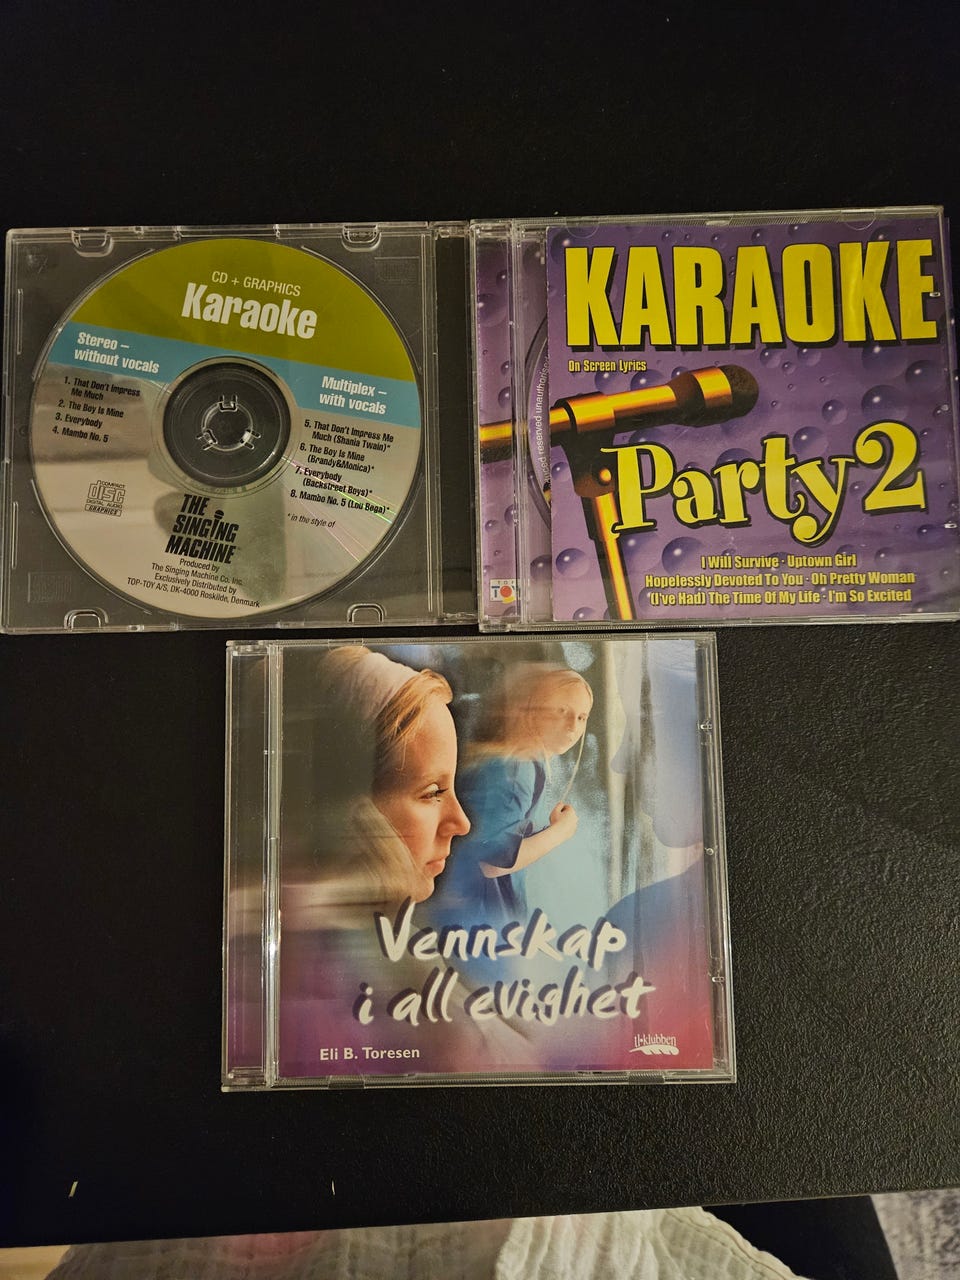 CD + GRAPHICS
Karaoke
Stereo –
without vocals
1. That Don't Impress
Me Much
2. The Boy Is Mine
3. Everybody
4. Mambo No. 5
Multiplex –
with vocals
5. That Don't Impress Me
Much (Shania Twain)*
6. The Boy Is Mine
(Brandy&Monica)*
7. Everybody
(Backstreet Boys)*
8. Mambo No. 5 (Lou Bega)*
* in the style of
COMPACT
disc
DIGITAL AUDIO
GRAPHICS
THE
SINGING
MACHINE
Produced by
The Singing Machine Co. Inc.
Exclusively Distributed by
TOP-TOY A/S, DK-4000 Roskilde, Denmark
KARAOKE
On Screen Lyrics
reserved unauthorised
Party 2
I Will Survive · Uptown Girl
Hopelessly Devoted To You · Oh Pretty Woman
(I've Had) The Time Of My Life · I'm So Excited
Vennskap
i all evighet
Eli B. Toresen